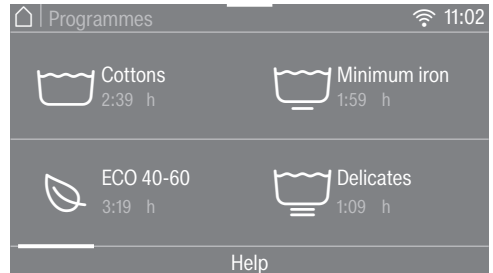 Programmes 11:02
Cottons
2:39 h
Minimum iron
1:59 h
ECO 40-60
3:19 h
Delicates
1:09 h
Help